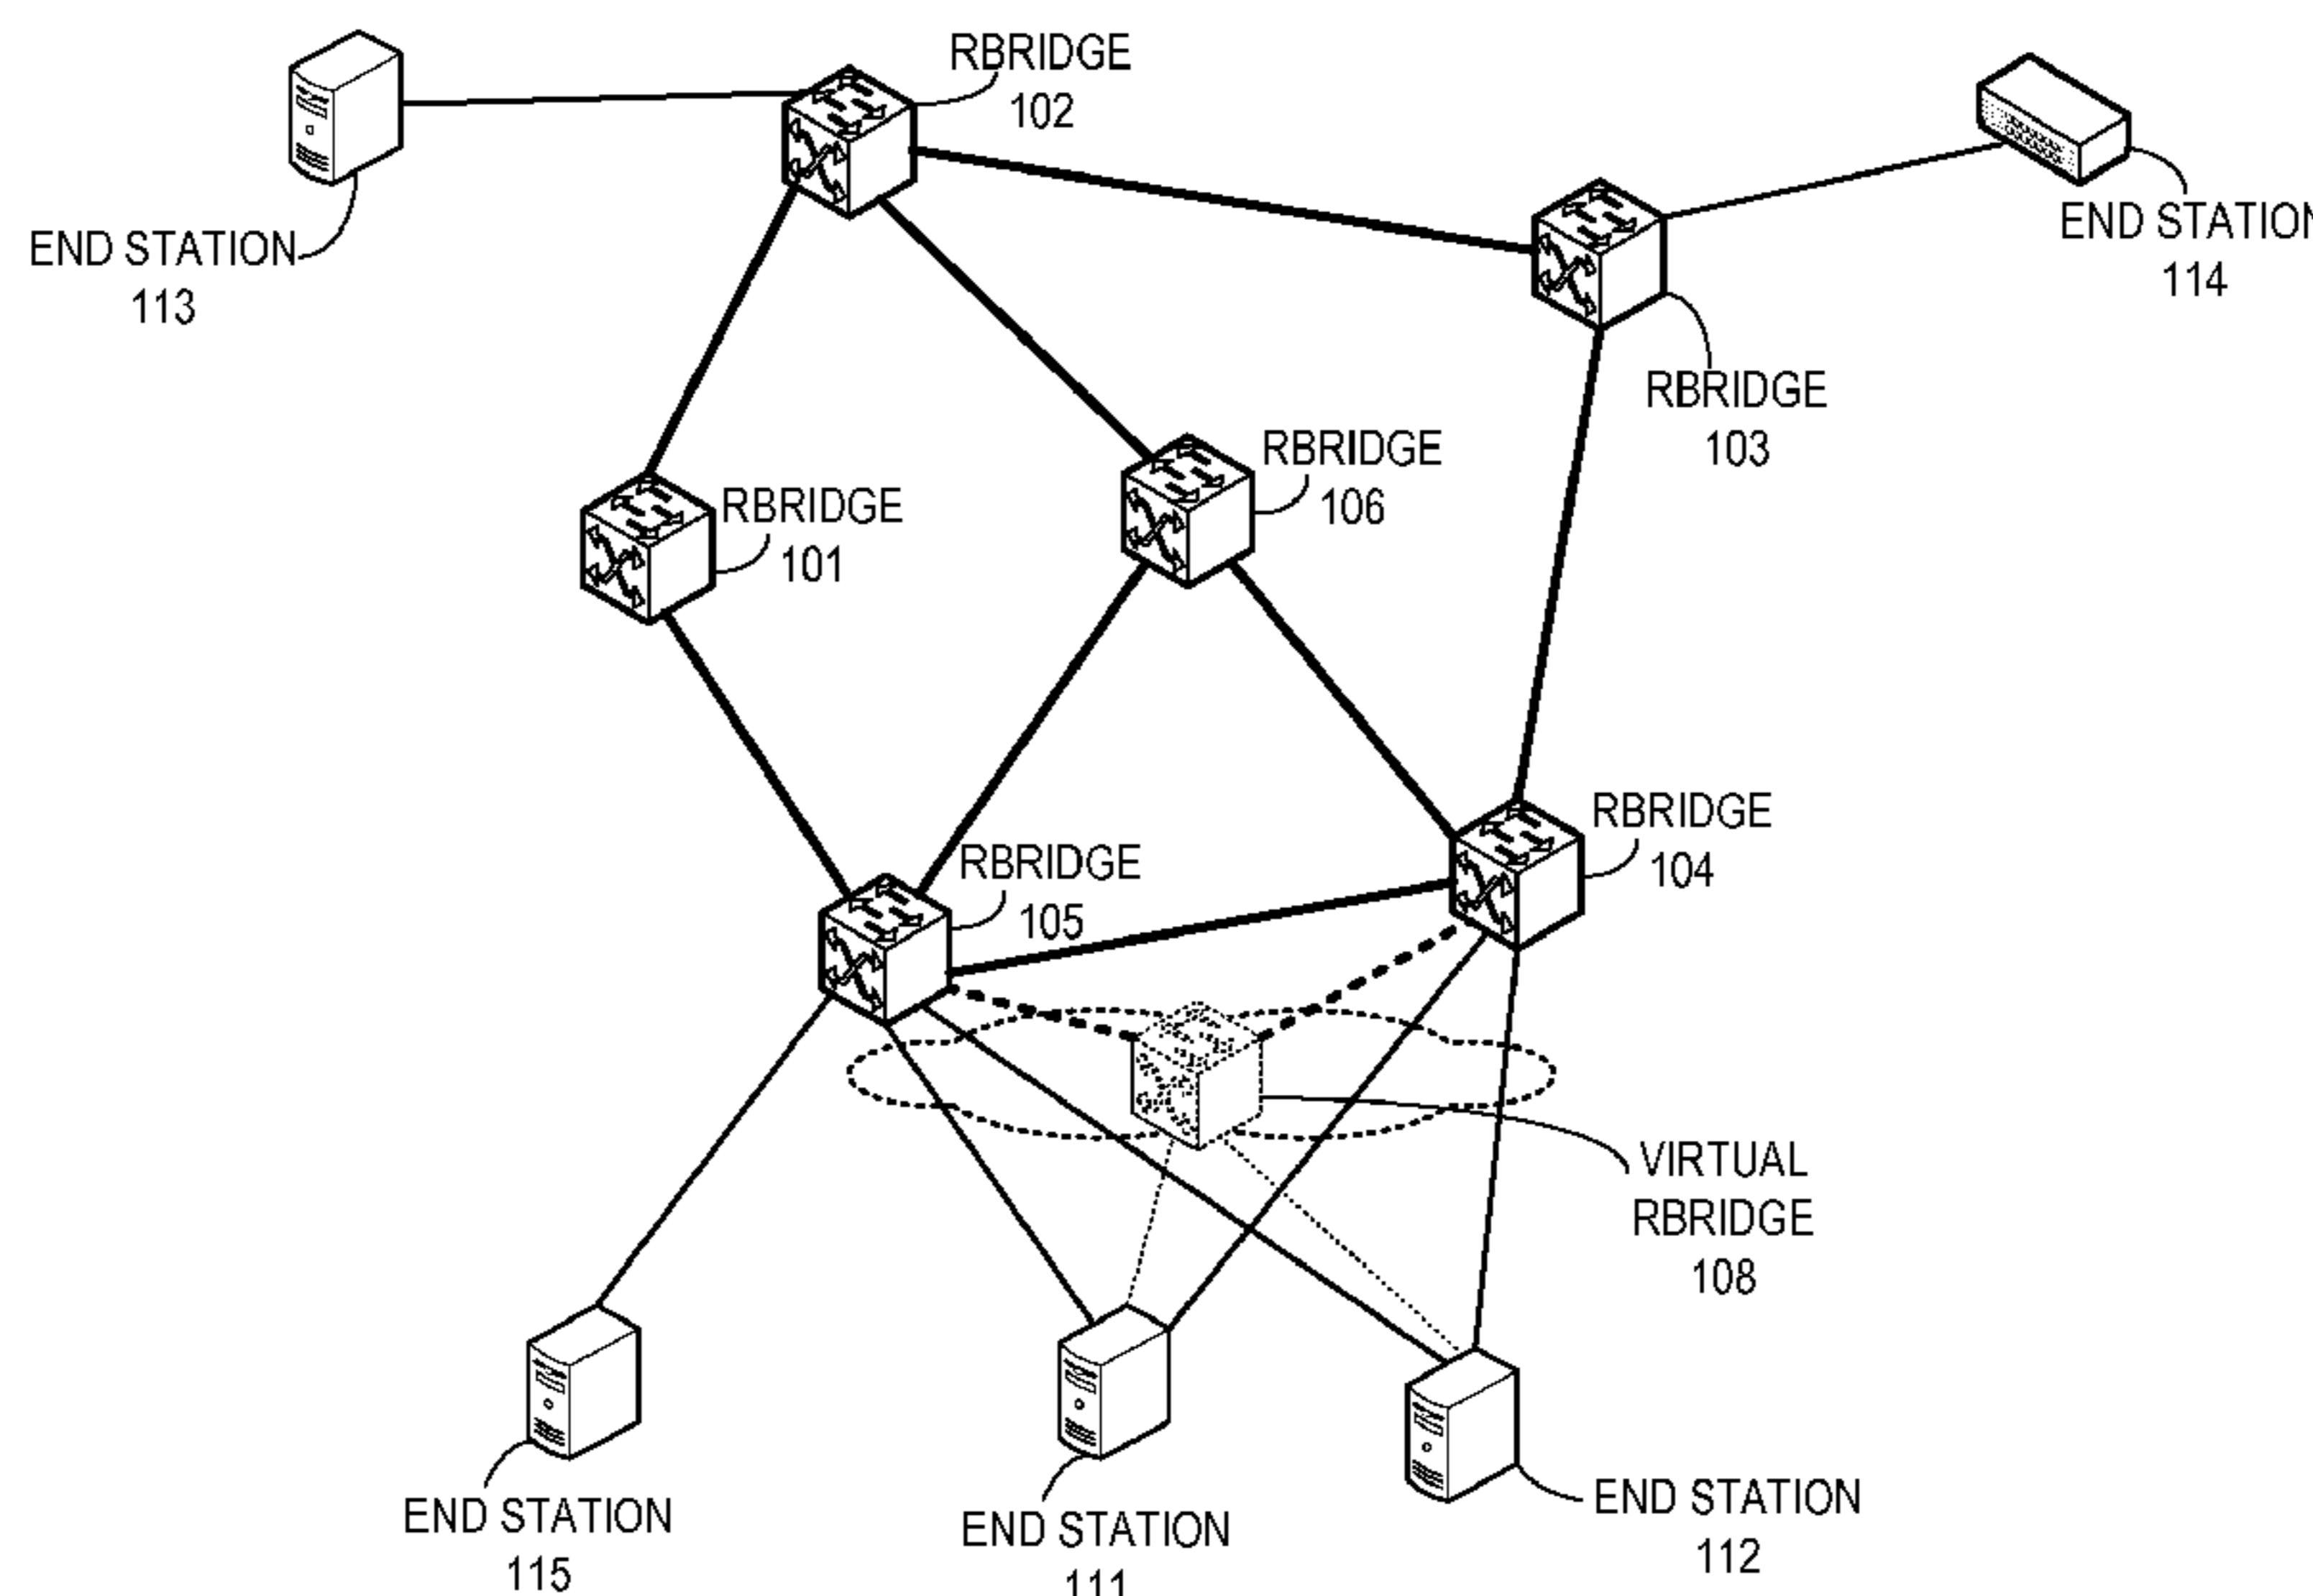 RBRIDGE
102
END STATION
113
END STATION
114
RBRIDGE
103
RBRIDGE
106
RBRIDGE
101
RBRIDGE
104
RBRIDGE
105
VIRTUAL
RBRIDGE
108
END STATION
115
END STATION
111
END STATION
112